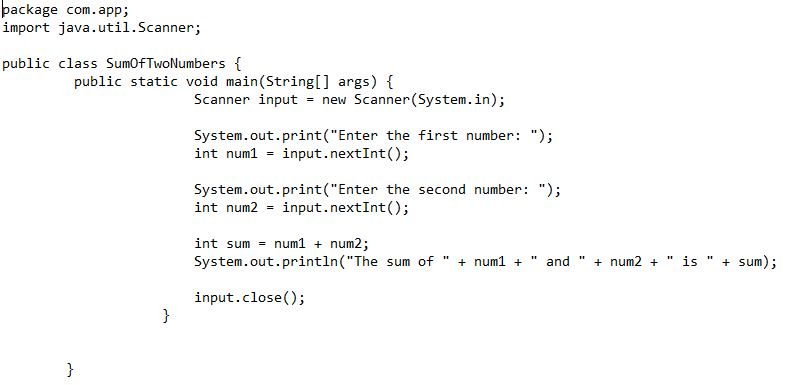 package com.app;
import java.util.Scanner;
public class SumOfTwoNumbers {
public static void main(String[] args) {
Scanner input = new Scanner(System.in);
System.out.print("Enter the first number: ");
int num1 = input.nextInt();
System.out.print("Enter the second number: ");
int num2 = input.nextInt();
int sum = num1 + num2;
System.out.println("The sum of " + num1 + " and " + num2 + " is " + sum);
input.close();
}
}